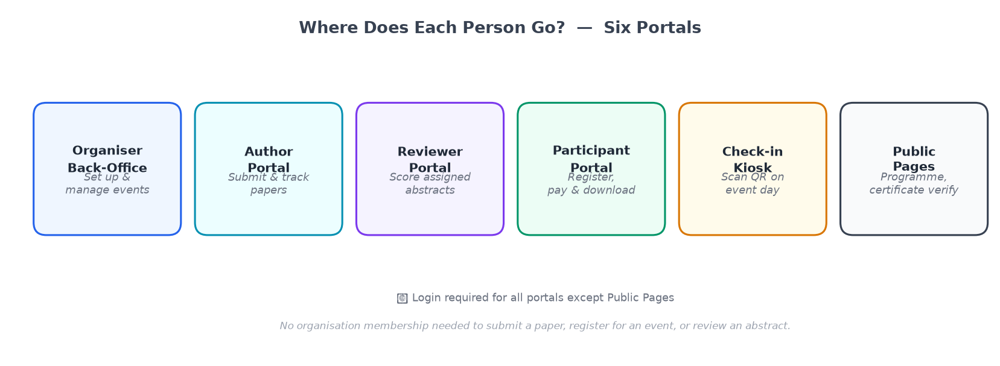 Where Does Each Person Go?  —  Six Portals
Organiser
Back-Office
Set up &
manage events
Author
Portal
Submit & track
papers
Reviewer
Portal
Score assigned
abstracts
Participant
Portal
Register,
pay & download
Check-in
Kiosk
Scan QR on
event day
Public
Pages
Programme,
certificate verify
Login required for all portals except Public Pages
No organisation membership needed to submit a paper, register for an event, or review an abstract.